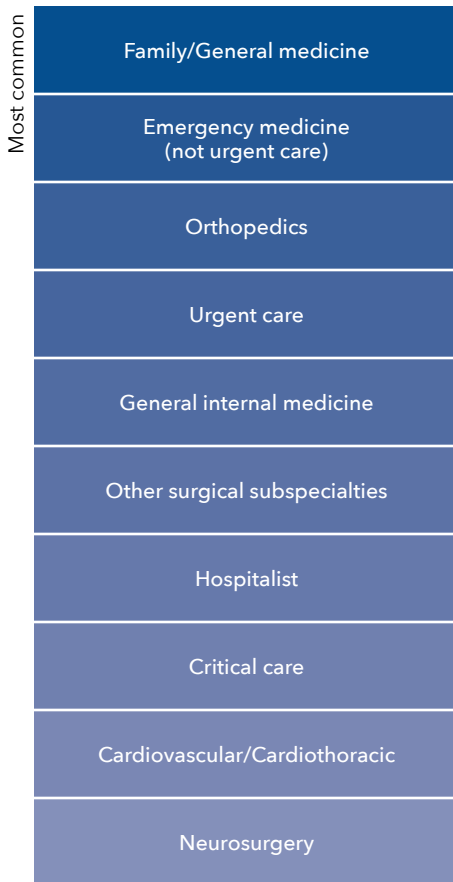 Most common
Family/General medicine
Emergency medicine
(not urgent care)
Orthopedics
Urgent care
General internal medicine
Other surgical subspecialties
Hospitalist
Critical care
Cardiovascular/Cardiothoracic
Neurosurgery